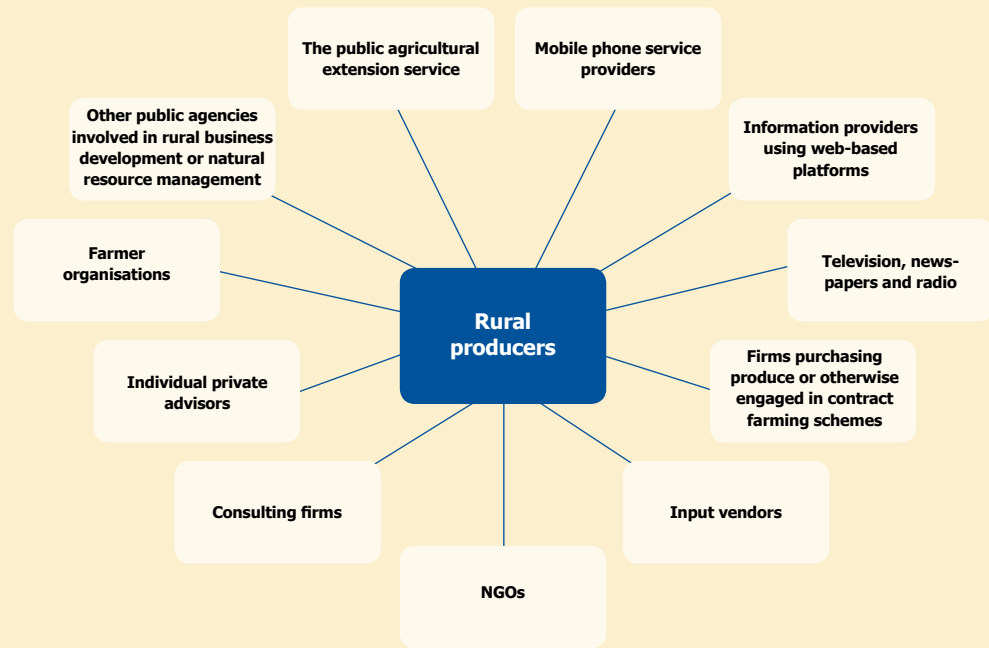 The public agricultural
extension service
Mobile phone service
providers
Other public agencies
involved in rural business
development or natural
resource management
Information providers
using web-based
platforms
Farmer
organisations
Television, news-
papers and radio
Rural
producers
Individual private
advisors
Firms purchasing
produce or otherwise
engaged in contract
farming schemes
Consulting firms
Input vendors
NGOs